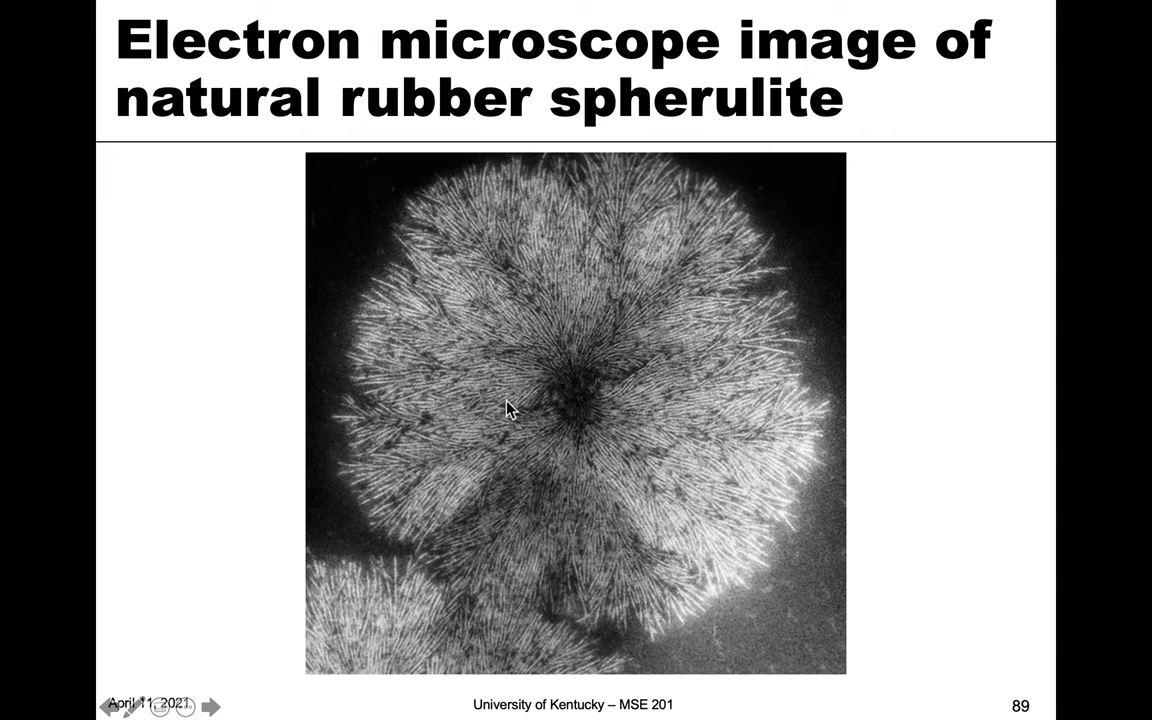 Electron microscope image of
natural rubber spherulite
April 11, 2021
University of Kentucky – MSE 201
89